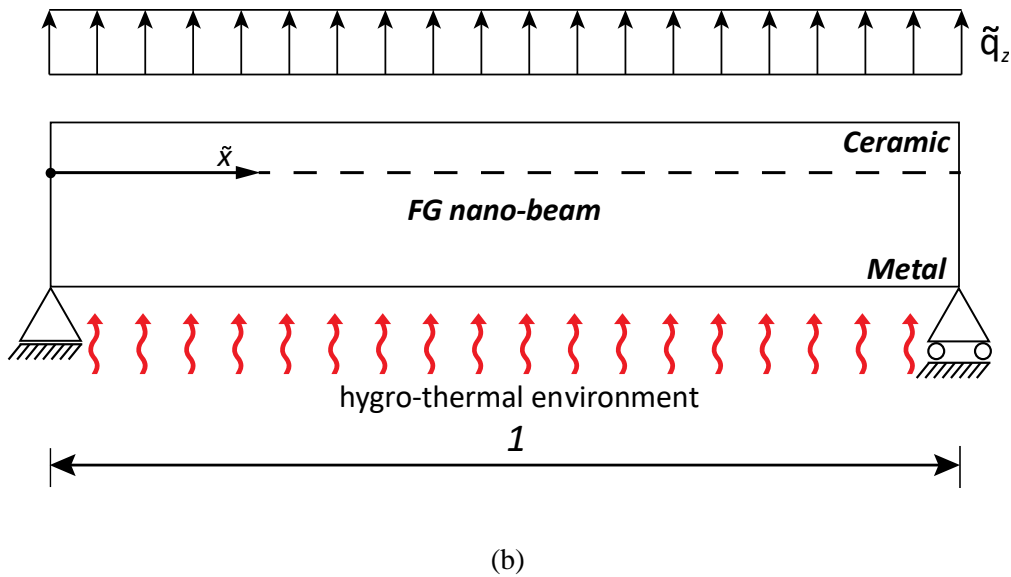 q̃z
Ceramic
x̃
FG nano-beam
Metal
hygro-thermal environment
1
(b)